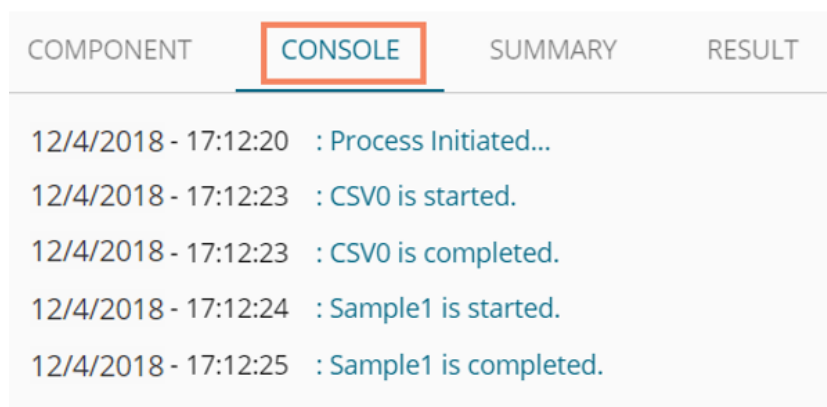 COMPONENT CONSOLE SUMMARY RESULT
12/4/2018 - 17:12:20 : Process Initiated...
12/4/2018 - 17:12:23 : CSV0 is started.
12/4/2018 - 17:12:23 : CSV0 is completed.
12/4/2018 - 17:12:24 : Sample1 is started.
12/4/2018 - 17:12:25 : Sample1 is completed.